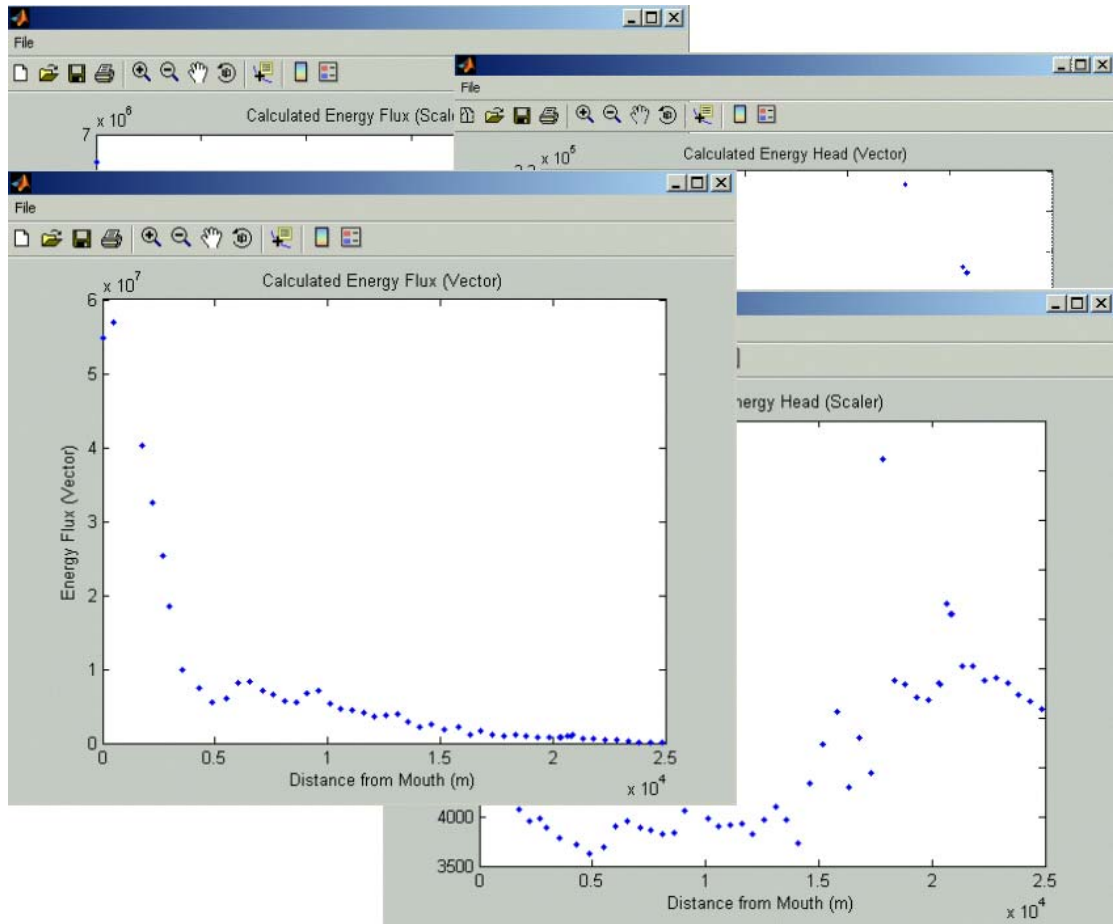 File
Calculated Energy Flux (Scal
7 x 10^6
File
Calculated Energy Head (Vector)
x 10^5
File
Calculated Energy Flux (Vector)
x 10^7
6
5
4
3
2
1
0
Energy Flux (Vector)
0 0.5 1 1.5 2 2.5
Distance from Mouth (m)
x 10^4
nergy Head (Scaler)
4000
3500
0 0.5 1 1.5 2 2.5
Distance from Mouth (m)
x 10^4